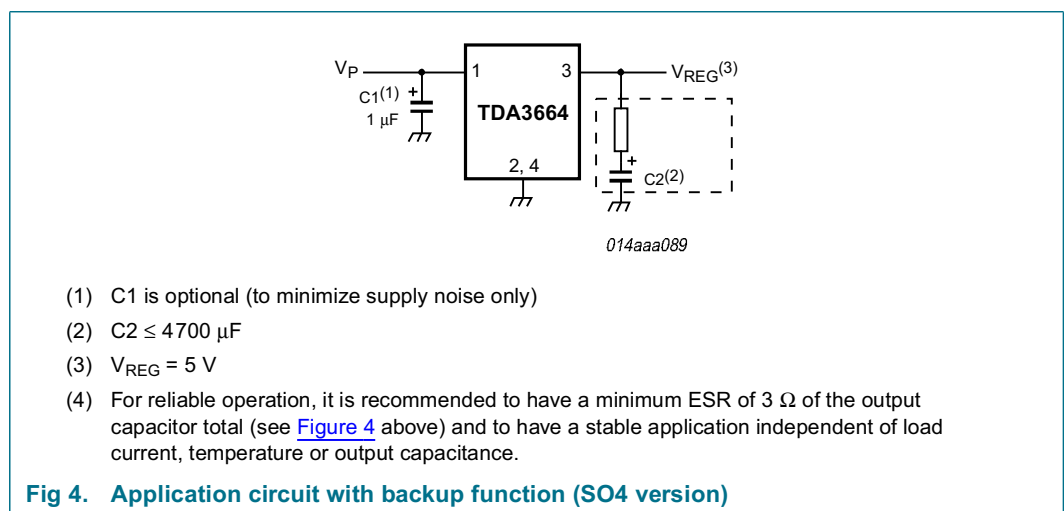 V_P 1 3 V_REG(3)
C1(1) +
1 μF
TDA3664
2, 4
+
C2(2)
014aaa089
(1) C1 is optional (to minimize supply noise only)
(2) C2 ≤ 4700 μF
(3) V_REG = 5 V
(4) For reliable operation, it is recommended to have a minimum ESR of 3 Ω of the output
capacitor total (see Figure 4 above) and to have a stable application independent of load
current, temperature or output capacitance.
Fig 4. Application circuit with backup function (SO4 version)